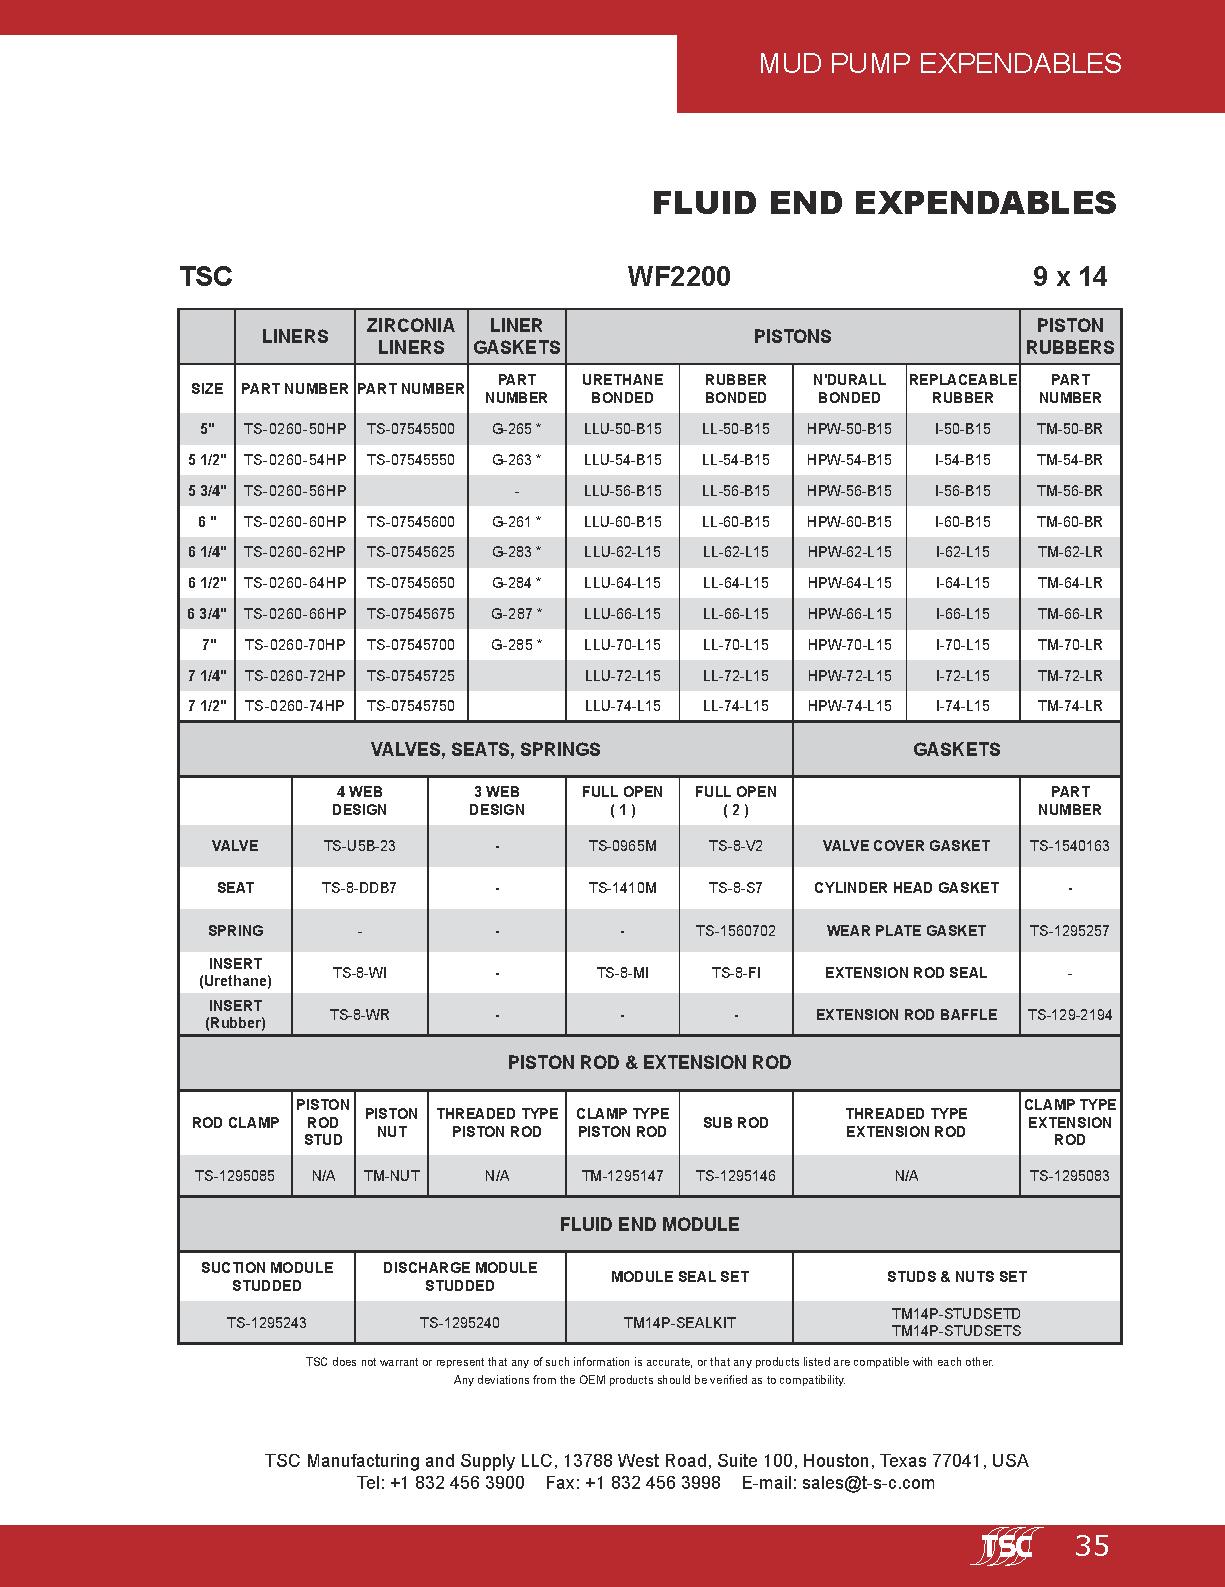 MUD PUMP EXPENDABLES
FLUID END EXPENDABLES
TSC WF2200 9 x 14
LINERS ZIRCONIA LINERS LINER GASKETS PISTONS PISTON RUBBERS
SIZE PART NUMBER PART NUMBER PART NUMBER URETHANE BONDED RUBBER BONDED N'DURALL BONDED REPLACEABLE RUBBER PART NUMBER
5" TS-0260-50HP TS-07545500 G-265 * LLU-50-B15 LL-50-B15 HPW-50-B15 I-50-B15 TM-50-BR
5 1/2" TS-0260-54HP TS-07545550 G-263 * LLU-54-B15 LL-54-B15 HPW-54-B15 I-54-B15 TM-54-BR
5 3/4" TS-0260-56HP - LLU-56-B15 LL-56-B15 HPW-56-B15 I-56-B15 TM-56-BR
6 " TS-0260-60HP TS-07545600 G-261 * LLU-60-B15 LL-60-B15 HPW-60-B15 I-60-B15 TM-60-BR
6 1/4" TS-0260-62HP TS-07545625 G-283 * LLU-62-L15 LL-62-L15 HPW-62-L15 I-62-L15 TM-62-LR
6 1/2" TS-0260-64HP TS-07545650 G-284 * LLU-64-L15 LL-64-L15 HPW-64-L15 I-64-L15 TM-64-LR
6 3/4" TS-0260-66HP TS-07545675 G-287 * LLU-66-L15 LL-66-L15 HPW-66-L15 I-66-L15 TM-66-LR
7" TS-0260-70HP TS-07545700 G-285 * LLU-70-L15 LL-70-L15 HPW-70-L15 I-70-L15 TM-70-LR
7 1/4" TS-0260-72HP TS-07545725 LLU-72-L15 LL-72-L15 HPW-72-L15 I-72-L15 TM-72-LR
7 1/2" TS-0260-74HP TS-07545750 LLU-74-L15 LL-74-L15 HPW-74-L15 I-74-L15 TM-74-LR
VALVES, SEATS, SPRINGS GASKETS
4 WEB DESIGN 3 WEB DESIGN FULL OPEN ( 1 ) FULL OPEN ( 2 ) PART NUMBER
VALVE TS-U5B-23 - TS-0965M TS-8-V2 VALVE COVER GASKET TS-1540163
SEAT TS-8-DDB7 - TS-1410M TS-8-S7 CYLINDER HEAD GASKET -
SPRING - - - TS-1560702 WEAR PLATE GASKET TS-1295257
INSERT (Urethane) TS-8-WI - TS-8-MI TS-8-FI EXTENSION ROD SEAL -
INSERT (Rubber) TS-8-WR - - - EXTENSION ROD BAFFLE TS-129-2194
PISTON ROD & EXTENSION ROD
ROD CLAMP PISTON ROD STUD PISTON NUT THREADED TYPE PISTON ROD CLAMP TYPE PISTON ROD SUB ROD THREADED TYPE EXTENSION ROD CLAMP TYPE EXTENSION ROD
TS-1295085 N/A TM-NUT N/A TM-1295147 TS-1295146 N/A TS-1295083
FLUID END MODULE
SUCTION MODULE STUDDED DISCHARGE MODULE STUDDED MODULE SEAL SET STUDS & NUTS SET
TS-1295243 TS-1295240 TM14P-SEALKIT TM14P-STUDSETD
TM14P-STUDSETS
TSC does not warrant or represent that any of such information is accurate, or that any products listed are compatible with each other.
Any deviations from the OEM products should be verified as to compatibility.
TSC Manufacturing and Supply LLC, 13788 West Road, Suite 100, Houston, Texas 77041, USA
Tel: +1 832 456 3900 Fax: +1 832 456 3998 E-mail: sales@t-s-c.com
TSC 35